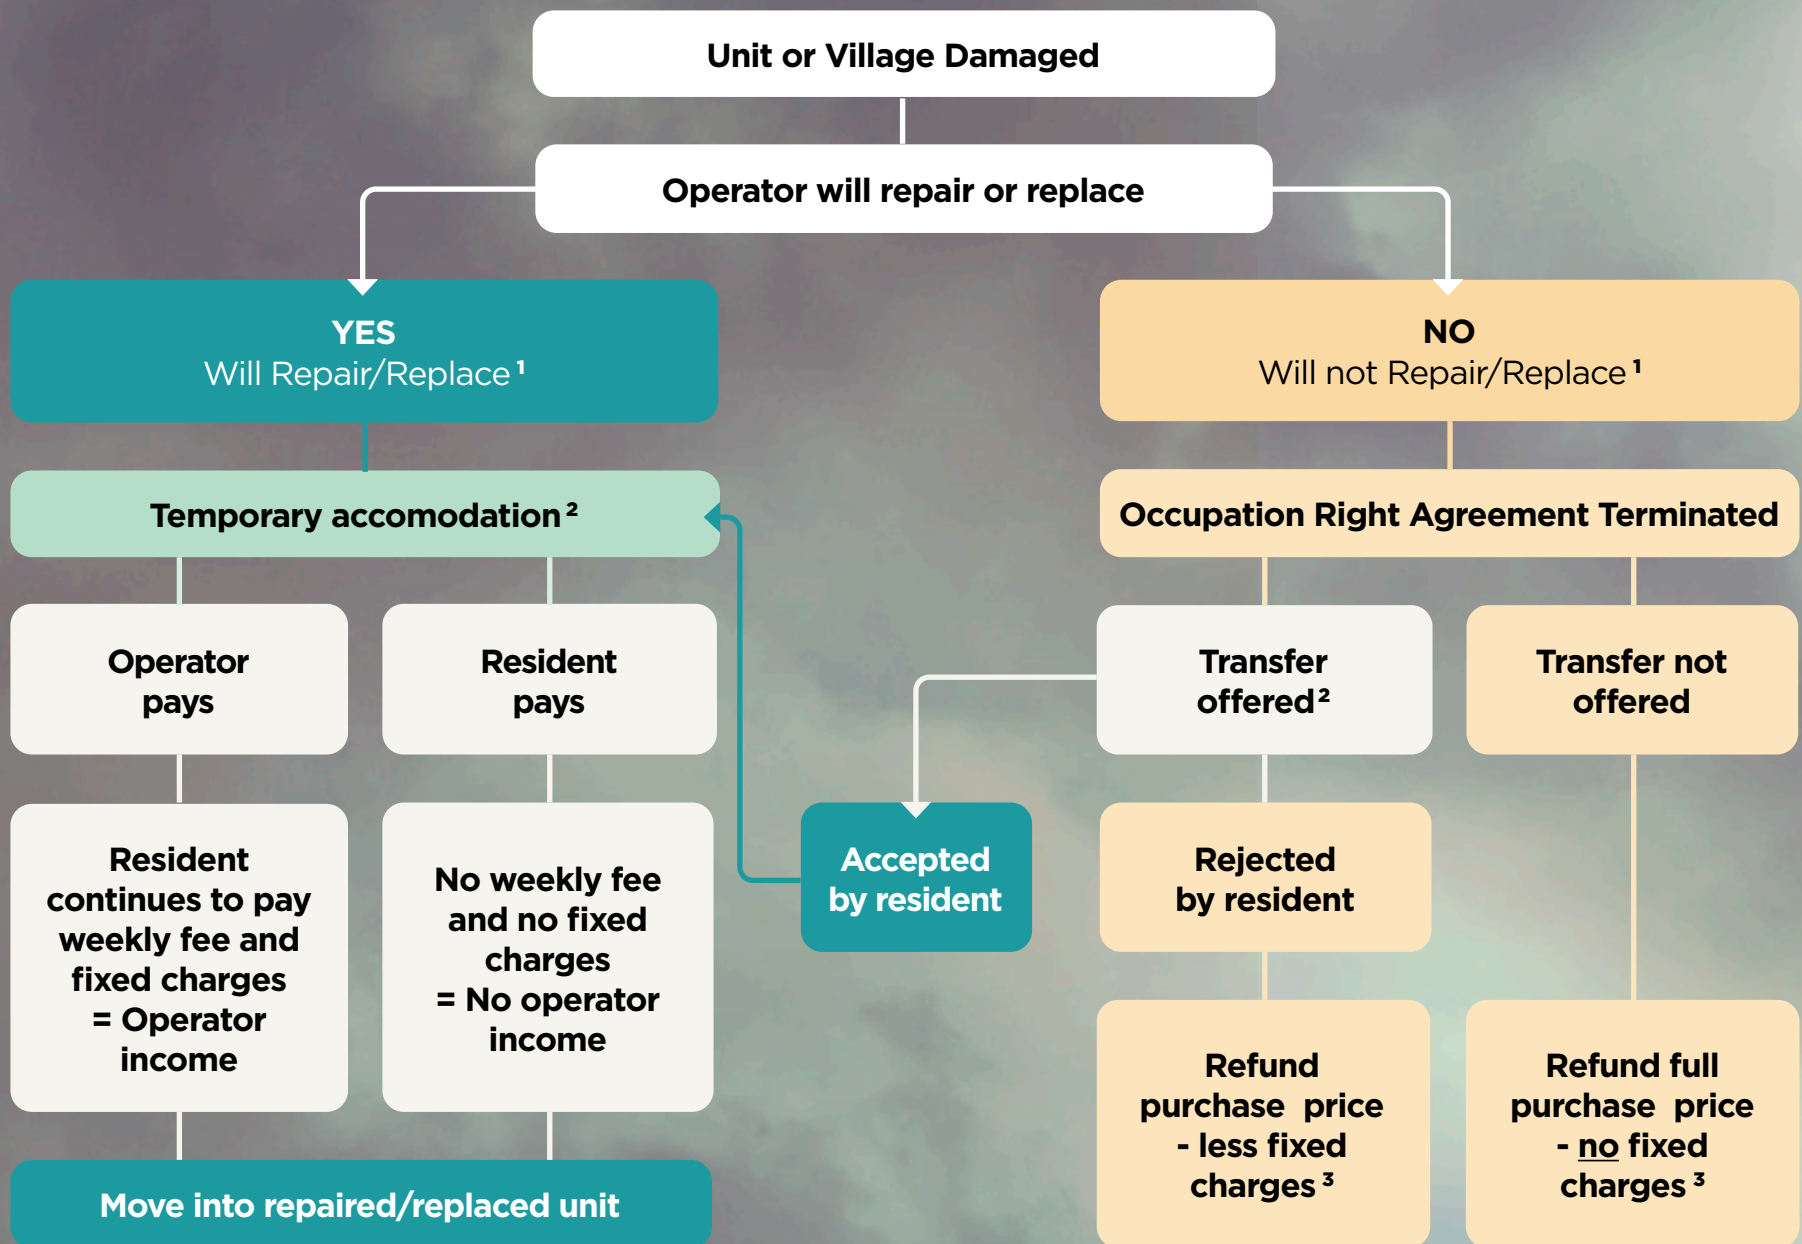 Unit or Village Damaged
Operator will repair or replace
YES
Will Repair/Replace ¹
NO
Will not Repair/Replace ¹
Temporary accomodation ²
Occupation Right Agreement Terminated
Operator
pays
Resident
pays
Transfer
offered ²
Transfer not
offered
Resident
continues to pay
weekly fee and
fixed charges
= Operator
income
No weekly fee
and no fixed
charges
= No operator
income
Accepted
by resident
Rejected
by resident
Refund
purchase price
- less fixed
charges ³
Refund full
purchase price
- no fixed
charges ³
Move into repaired/replaced unit